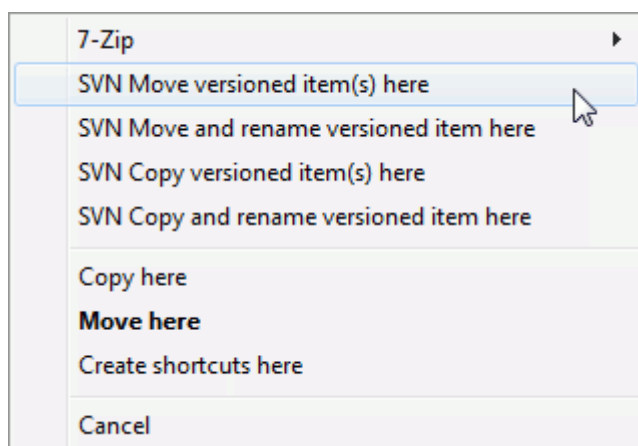 7-Zip
SVN Move versioned item(s) here
SVN Move and rename versioned item here
SVN Copy versioned item(s) here
SVN Copy and rename versioned item here
Copy here
Move here
Create shortcuts here
Cancel